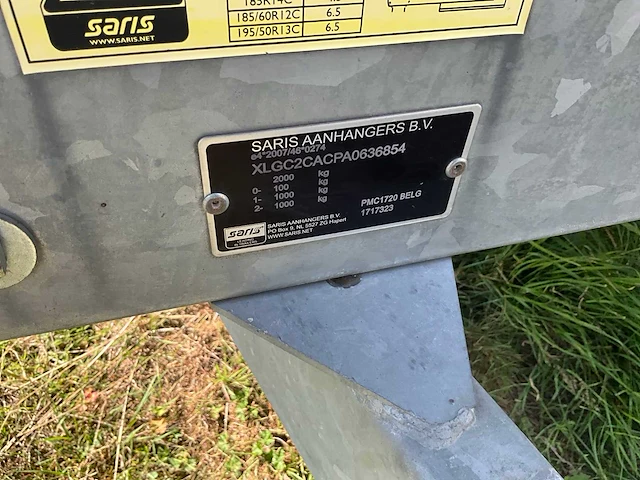 saris
WWW.SARIS.NET
185R14C
185/60R12C 6.5
195/50R13C 6.5
SARIS AANHANGERS B.V.
e4*2007/46*0274
XLGC2CACPA0636854
2000 kg
0- 100 kg
1- 1000 kg
2- 1000 kg
PMC1720 BELG
1717323
saris
SARIS AANHANGERS B.V.
PO Box 9, NL 5527 ZG Hapert
WWW.SARIS.NET